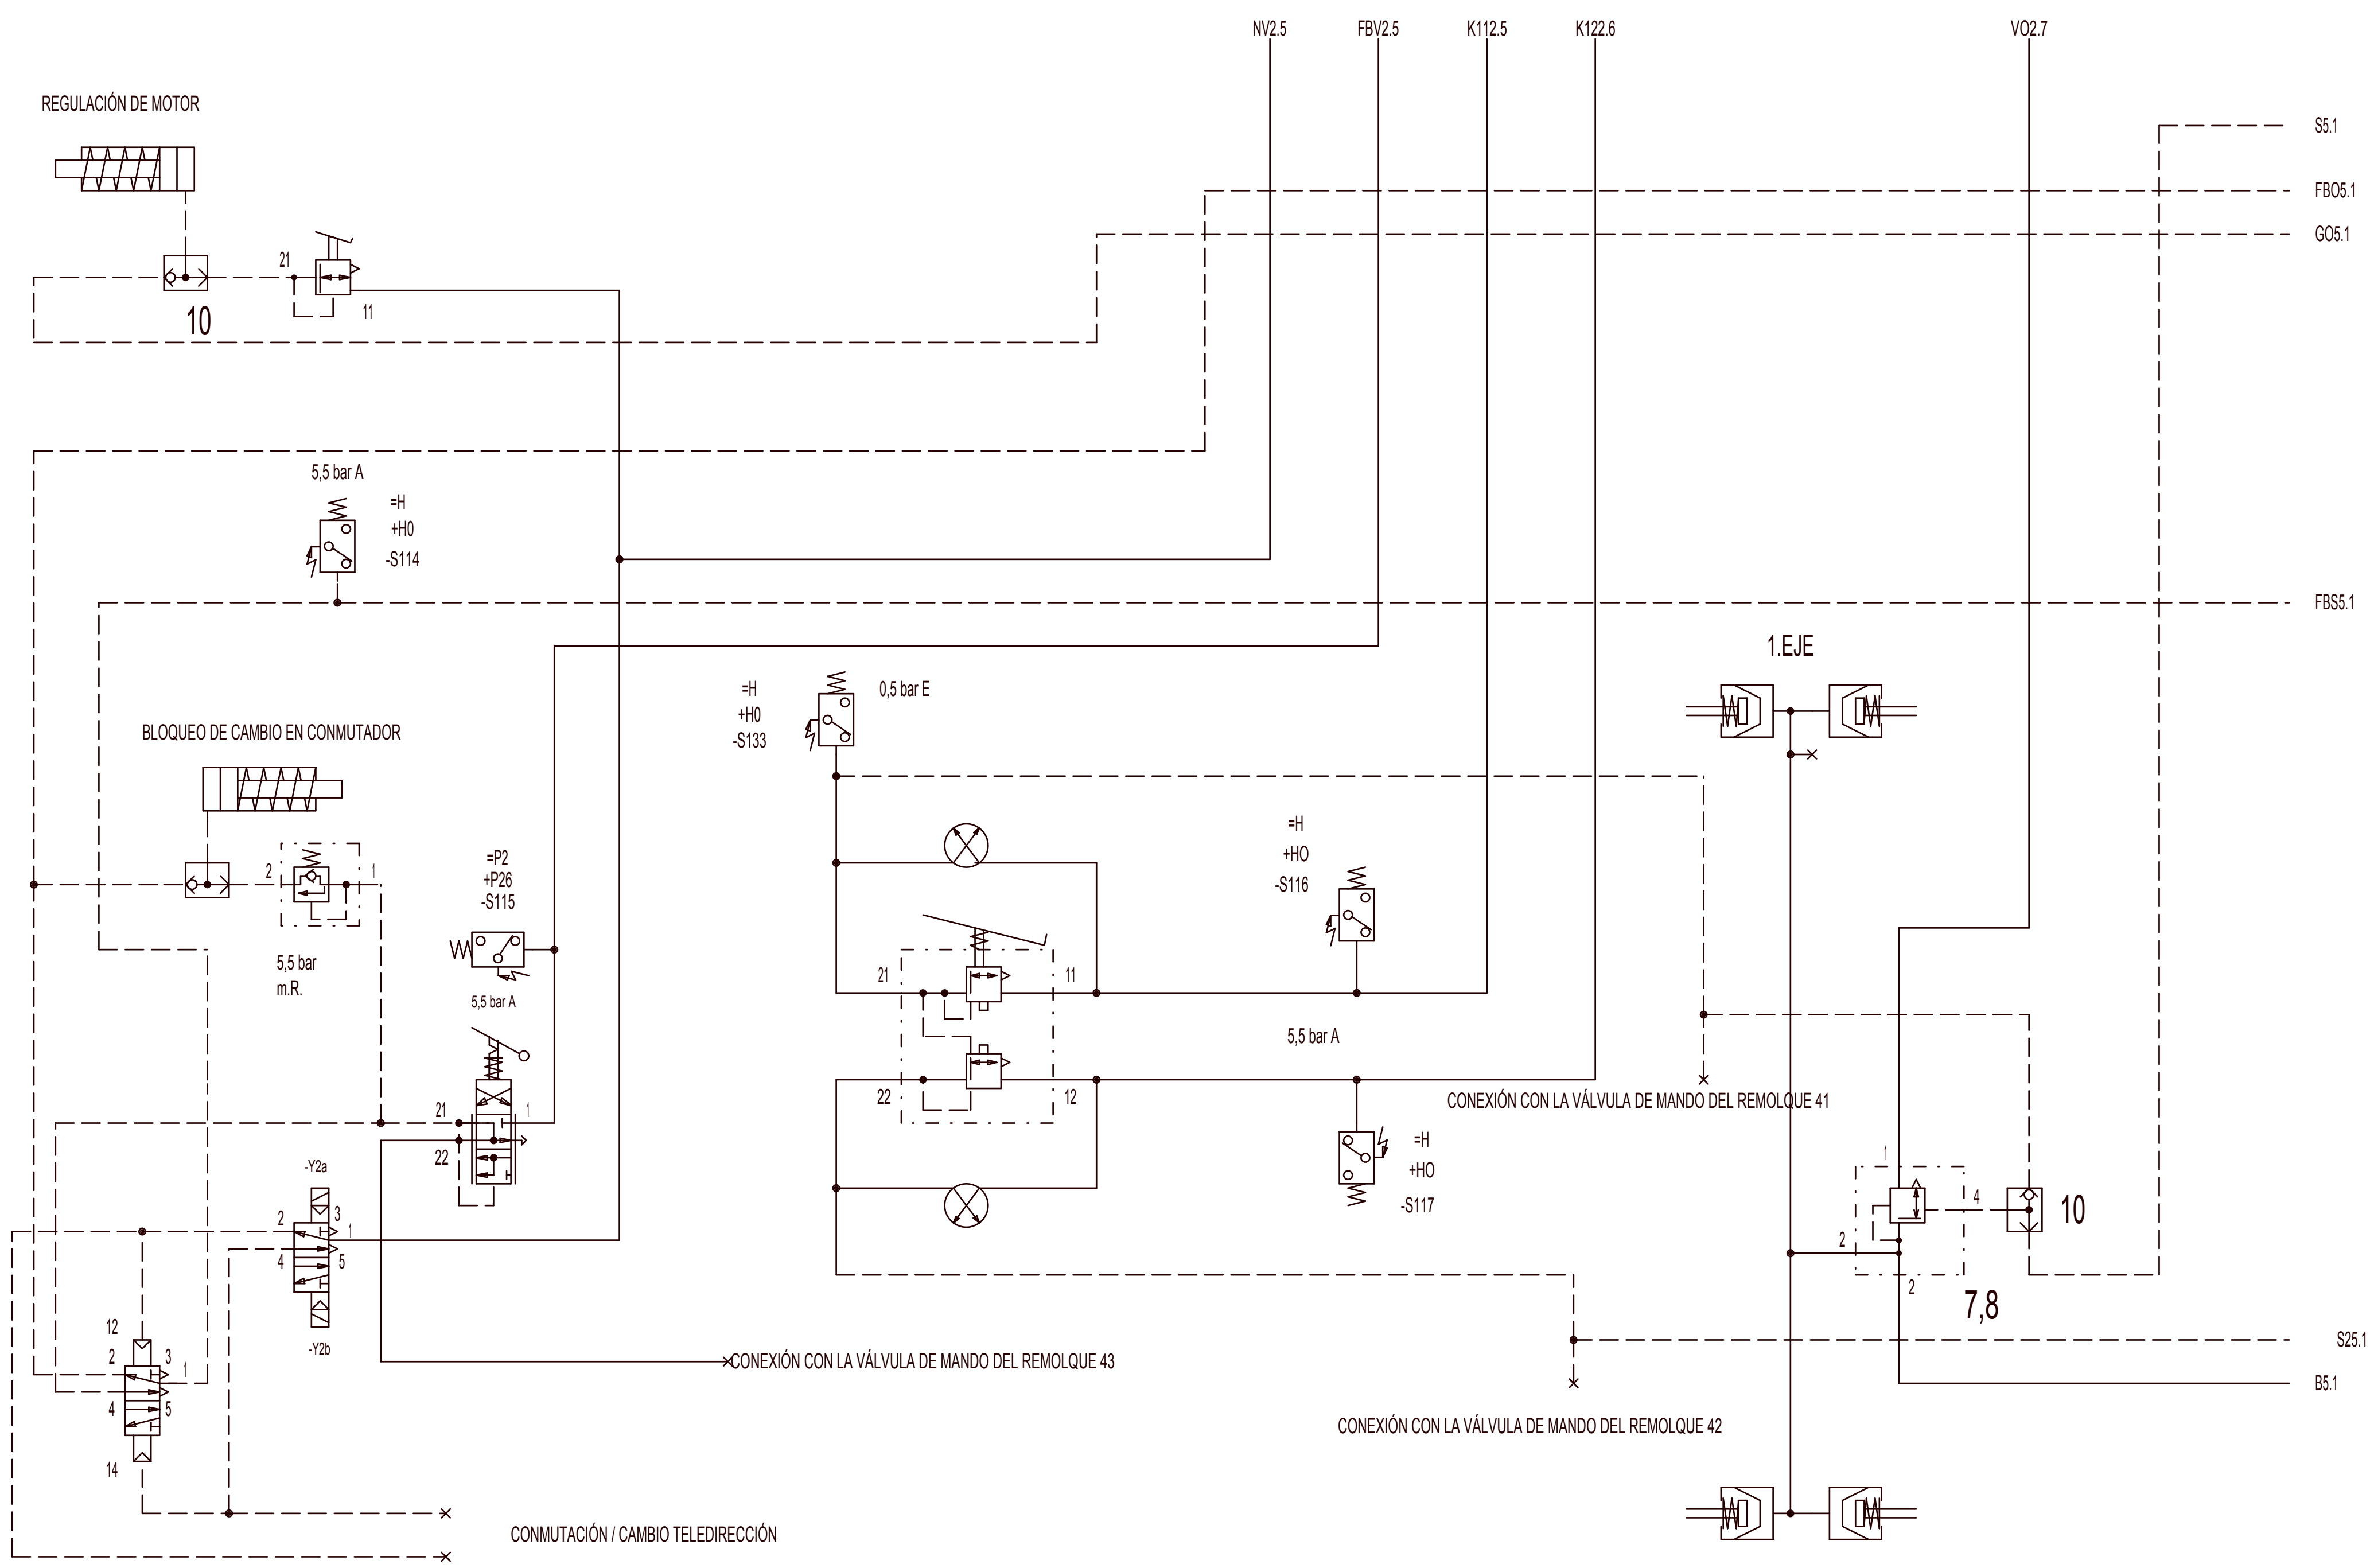 NV2.5
FBV2.5
K112.5
K122.6
VO2.7
REGULACIÓN DE MOTOR
S5.1
FBO5.1
GO5.1
21
11
10
5,5 bar A
=H
+H0
-S114
FBS5.1
1.EJE
=H
+H0
-S133
0,5 bar E
BLOQUEO DE CAMBIO EN CONMUTADOR
2
1
5,5 bar
m.R.
=P2
+P26
-S115
5,5 bar A
=H
+HO
-S116
21
11
5,5 bar A
22
12
CONEXIÓN CON LA VÁLVULA DE MANDO DEL REMOLQUE 41
21
1
22
=H
+HO
-S117
1
4
2
2
10
7,8
-Y2a
2
3
1
4
5
-Y2b
12
2
3
1
4
5
14
CONEXIÓN CON LA VÁLVULA DE MANDO DEL REMOLQUE 43
S25.1
B5.1
CONEXIÓN CON LA VÁLVULA DE MANDO DEL REMOLQUE 42
CONMUTACIÓN / CAMBIO TELEDIRECCIÓN